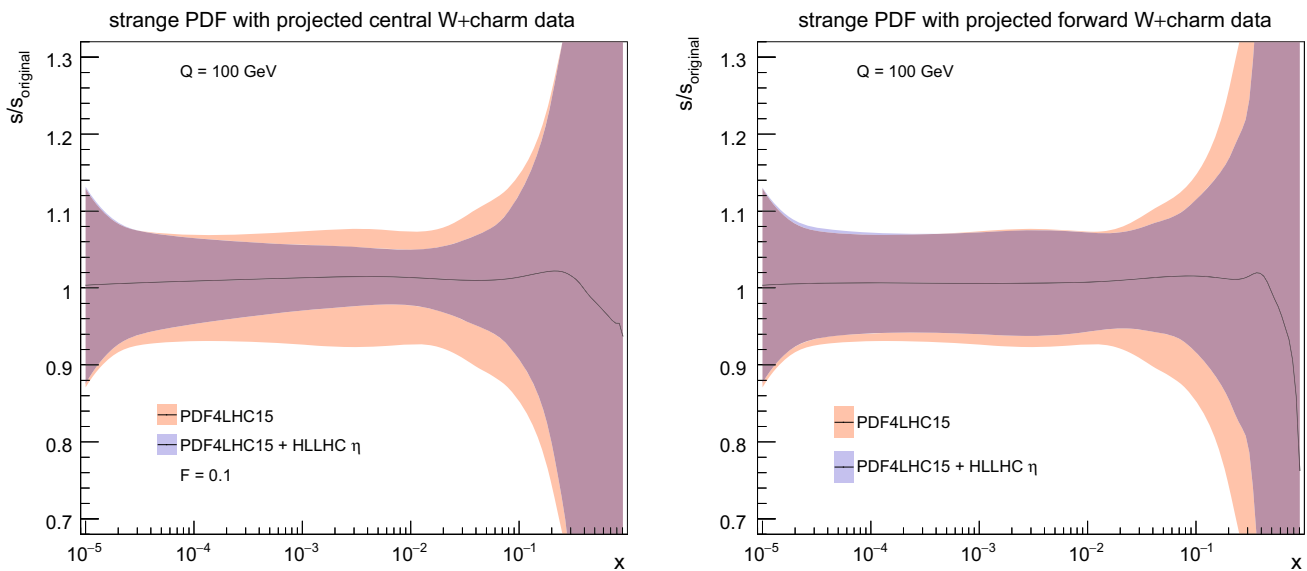 strange PDF with projected central W+charm data
s/s_original
1.3
1.2
1.1
1
0.9
0.8
0.7
Q = 100 GeV
PDF4LHC15
PDF4LHC15 + HLLHC η
F = 0.1
10⁻⁵ 10⁻⁴ 10⁻³ 10⁻² 10⁻¹
x
strange PDF with projected forward W+charm data
s/s_original
1.3
1.2
1.1
1
0.9
0.8
0.7
Q = 100 GeV
PDF4LHC15
PDF4LHC15 + HLLHC η
10⁻⁵ 10⁻⁴ 10⁻³ 10⁻² 10⁻¹
x